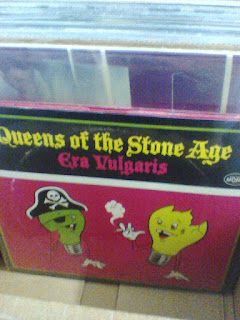 Queens of the Stone Age
Era Vulgaris